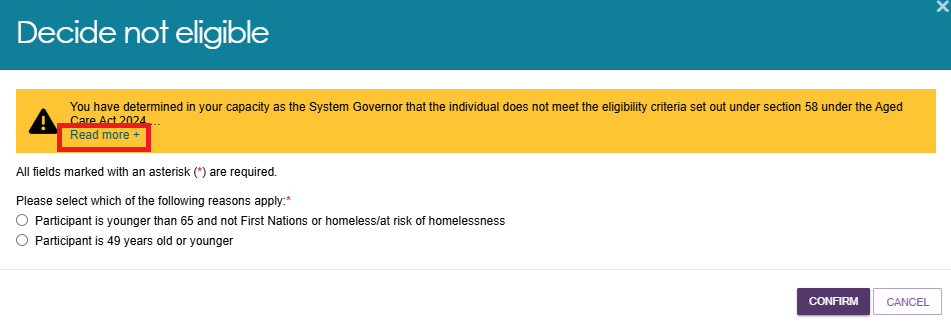 Decide not eligible
You have determined in your capacity as the System Governor that the individual does not meet the eligibility criteria set out under section 58 under the Aged
Care Act 2024 ...
Read more +
All fields marked with an asterisk (*) are required.
Please select which of the following reasons apply:*
Participant is younger than 65 and not First Nations or homeless/at risk of homelessness
Participant is 49 years old or younger
CONFIRM
CANCEL